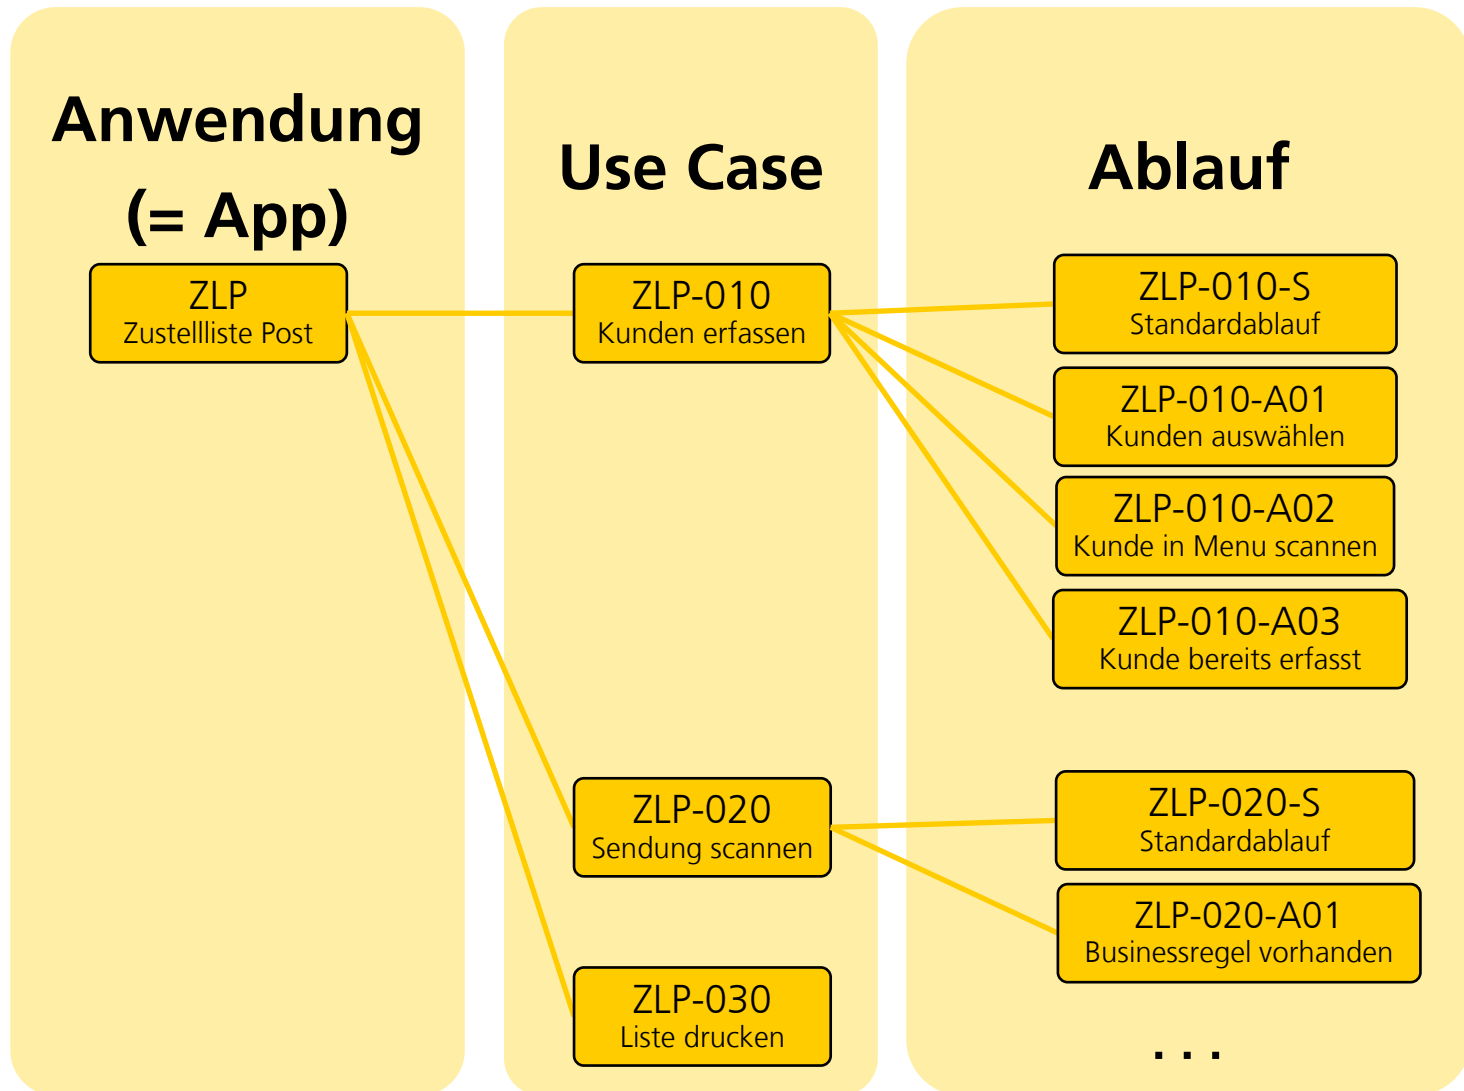 Anwendung
(= App)
ZLP
Zustellliste Post
Use Case
ZLP-010
Kunden erfassen
ZLP-020
Sendung scannen
ZLP-030
Liste drucken
Ablauf
ZLP-010-S
Standardablauf
ZLP-010-A01
Kunden auswählen
ZLP-010-A02
Kunde in Menu scannen
ZLP-010-A03
Kunde bereits erfasst
ZLP-020-S
Standardablauf
ZLP-020-A01
Businessregel vorhanden
. . .